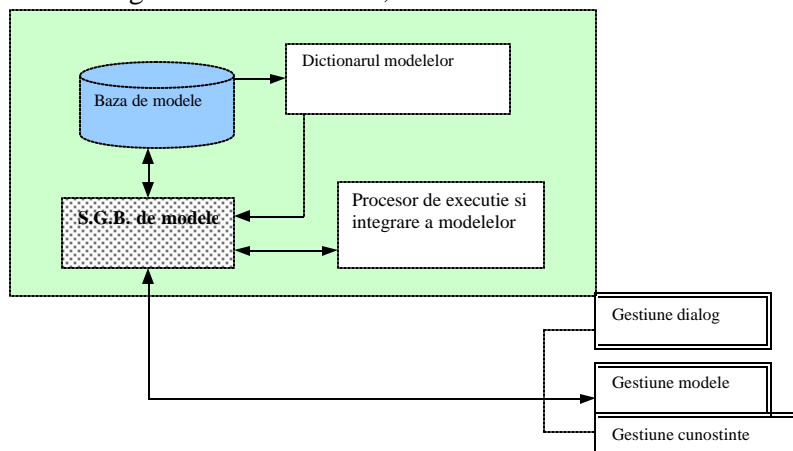 Dictionarul modelelor
Baza de modele
S.G.B. de modele
Procesor de executie si
integrare a modelelor
Gestiune dialog
Gestiune modele
Gestiune cunostinte